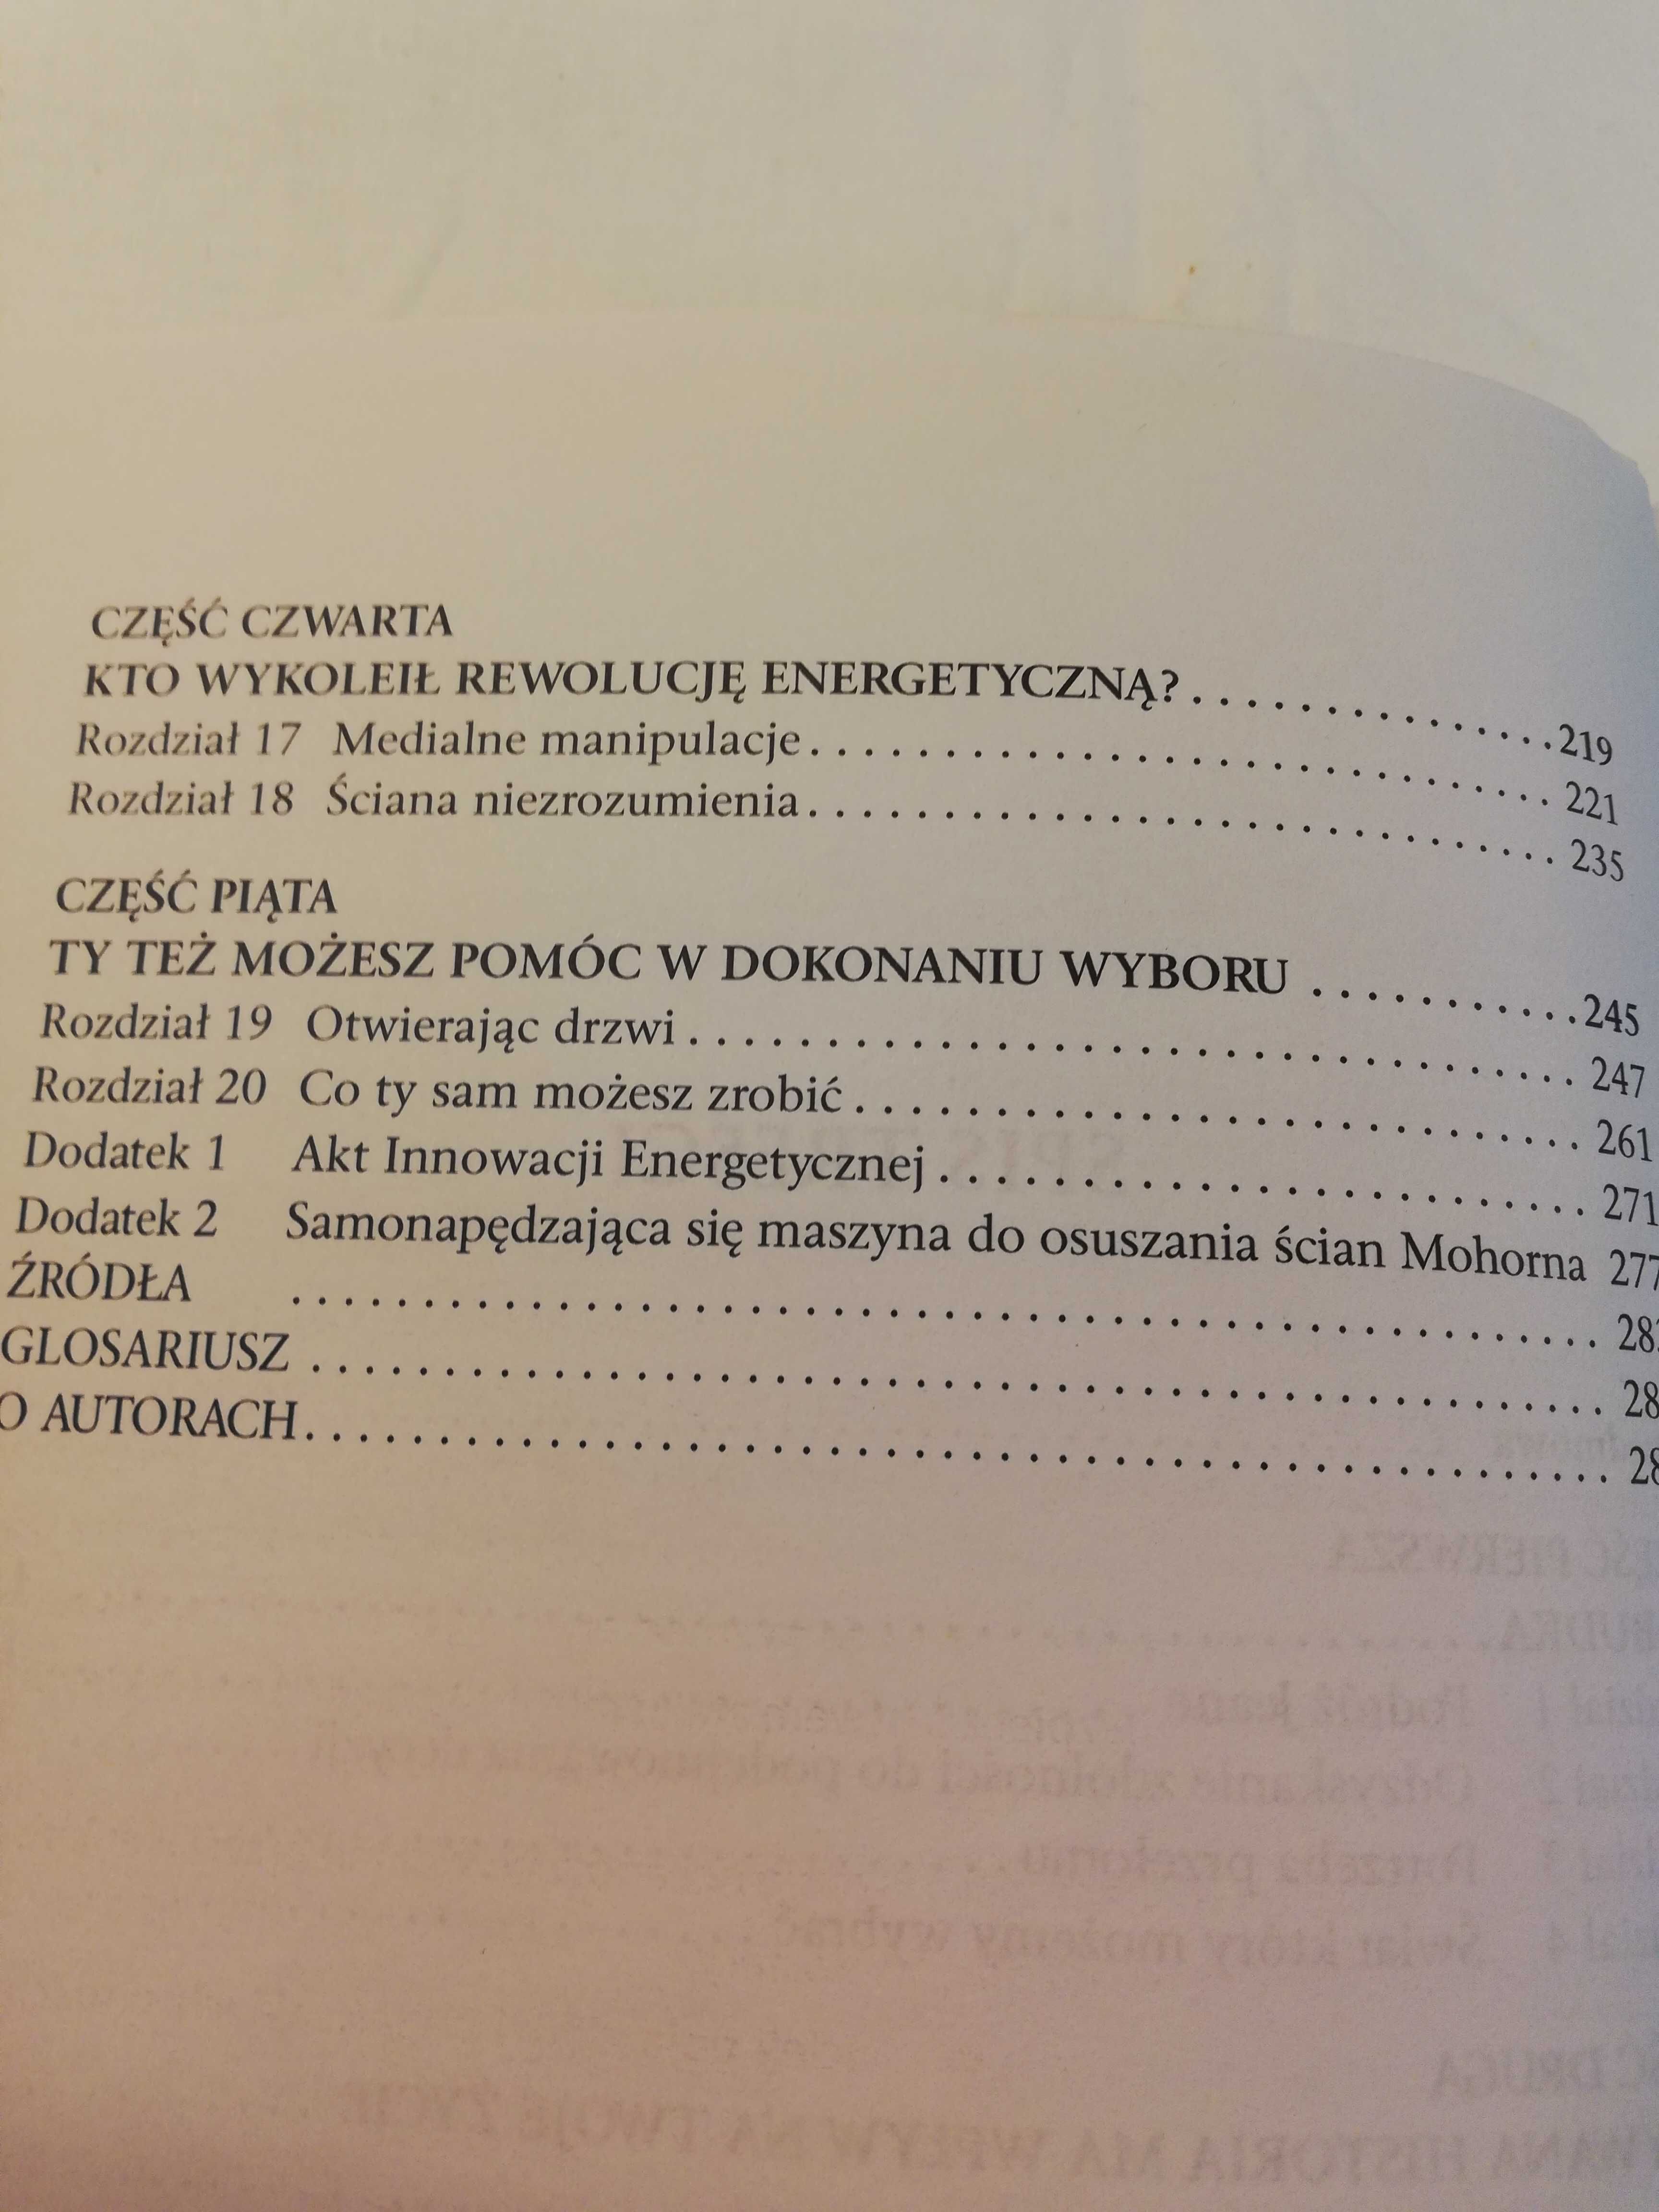 CZĘŚĆ CZWARTA
KTO WYKOLEIŁ REWOLUCJĘ ENERGETYCZNĄ? . . . . . . . . . . . . . . 219
Rozdział 17 Medialne manipulacje . . . . . . . . . . . . . . . . . . . . . . . . . . . 221
Rozdział 18 Ściana niezrozumienia . . . . . . . . . . . . . . . . . . . . . . . . . . . 235
CZĘŚĆ PIĄTA
TY TEŻ MOŻESZ POMÓC W DOKONANIU WYBORU . . . . . . . . . . 245
Rozdział 19 Otwierając drzwi . . . . . . . . . . . . . . . . . . . . . . . . . . . . . . . 247
Rozdział 20 Co ty sam możesz zrobić . . . . . . . . . . . . . . . . . . . . . . . . . . 261
Dodatek 1 Akt Innowacji Energetycznej . . . . . . . . . . . . . . . . . . . . . . . 271
Dodatek 2 Samonapędzająca się maszyna do osuszania ścian Mohorna 277
ŹRÓDŁA . . . . . . . . . . . . . . . . . . . . . . . . . . . . . . . . . . . . . . . . . . . . .
GLOSARIUSZ . . . . . . . . . . . . . . . . . . . . . . . . . . . . . . . . . . . . . . . . . .
O AUTORACH . . . . . . . . . . . . . . . . . . . . . . . . . . . . . . . . . . . . . . . . . .